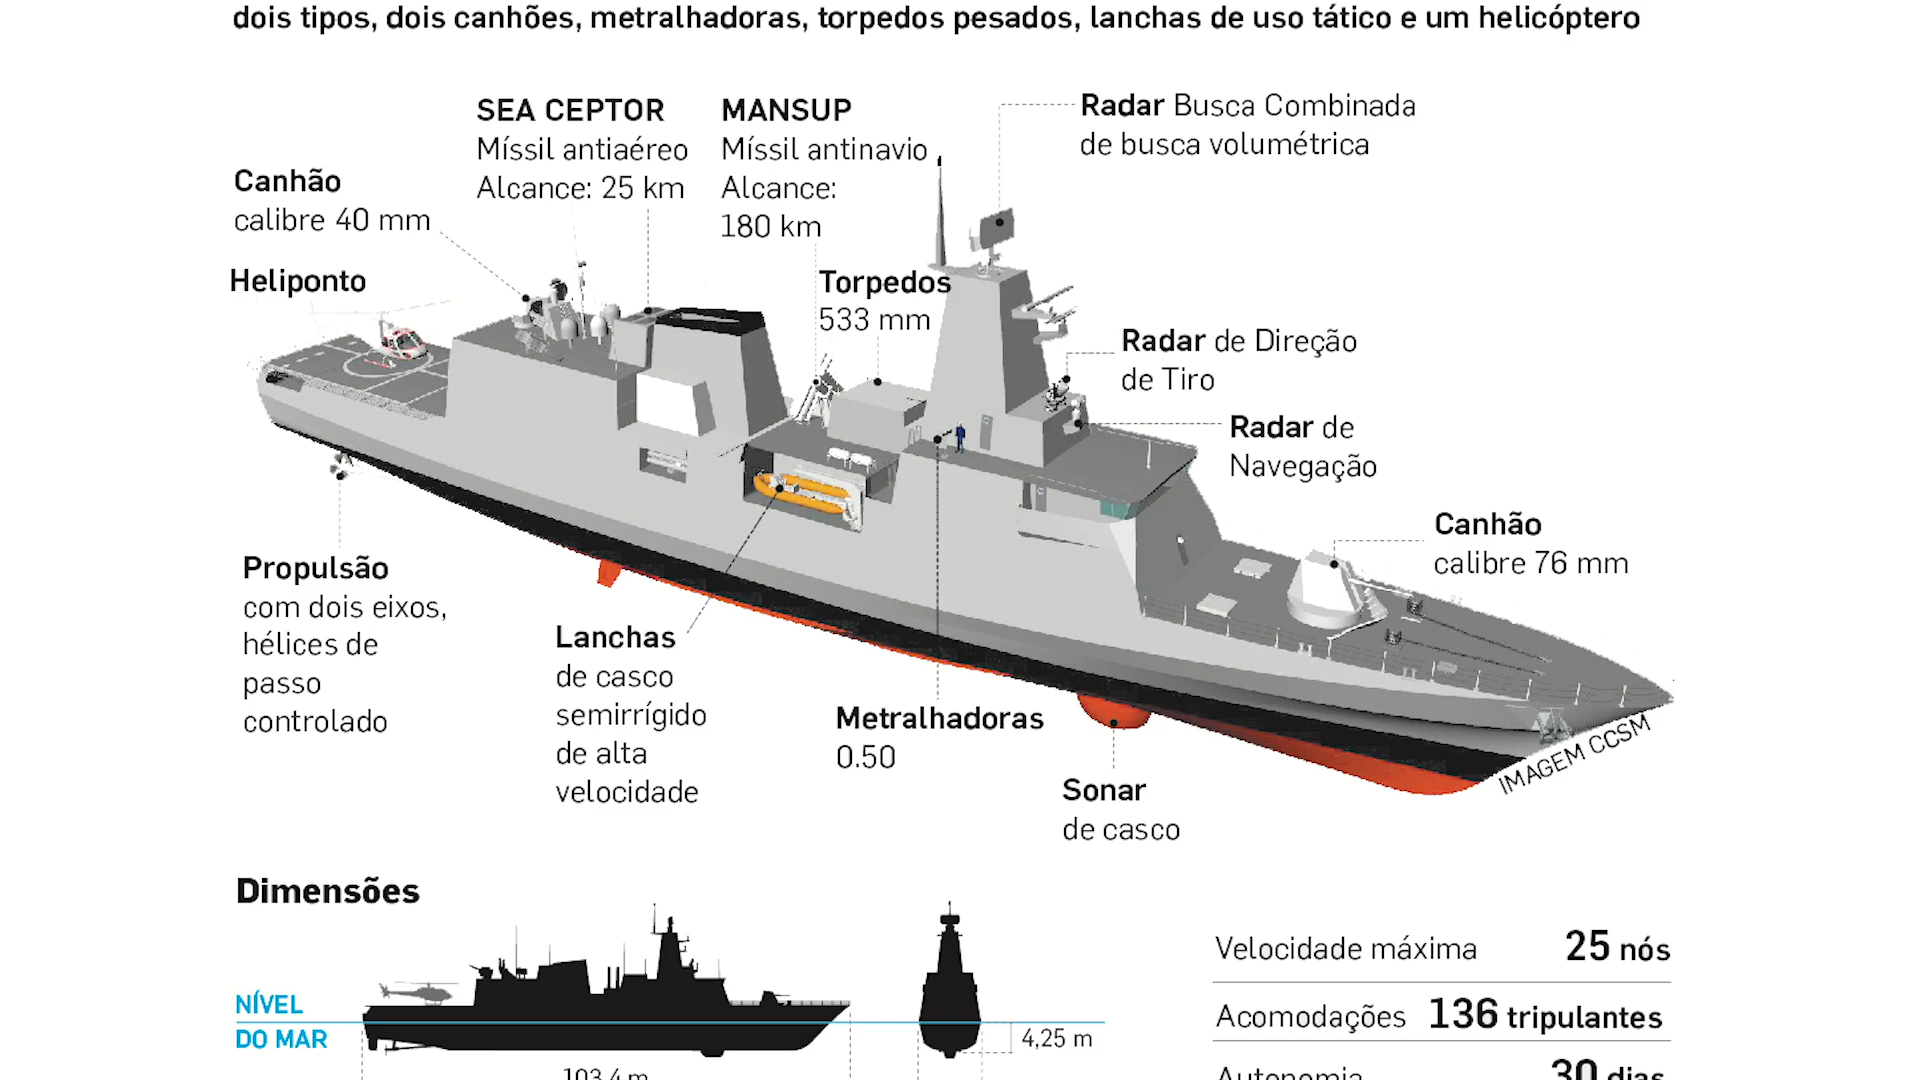 dois tipos, dois canhões, metralhadoras, torpedos pesados, lanchas de uso tático e um helicóptero
SEA CEPTOR
Míssil antiaéreo
Alcance: 25 km
MANSUP
Míssil antinavio
Alcance:
180 km
Radar Busca Combinada
de busca volumétrica
Canhão
calibre 40 mm
Heliponto
Torpedos
533 mm
Radar de Direção
de Tiro
Radar de
Navegação
Canhão
calibre 76 mm
Propulsão
com dois eixos,
hélices de
passo
controlado
Lanchas
de casco
semirrígido
de alta
velocidade
Metralhadoras
0.50
Sonar
de casco
IMAGEM CCSM
Dimensões
NÍVEL
DO MAR
4,25 m
103,4 m
Velocidade máxima 25 nós
Acomodações 136 tripulantes
Autonomia 30 dias